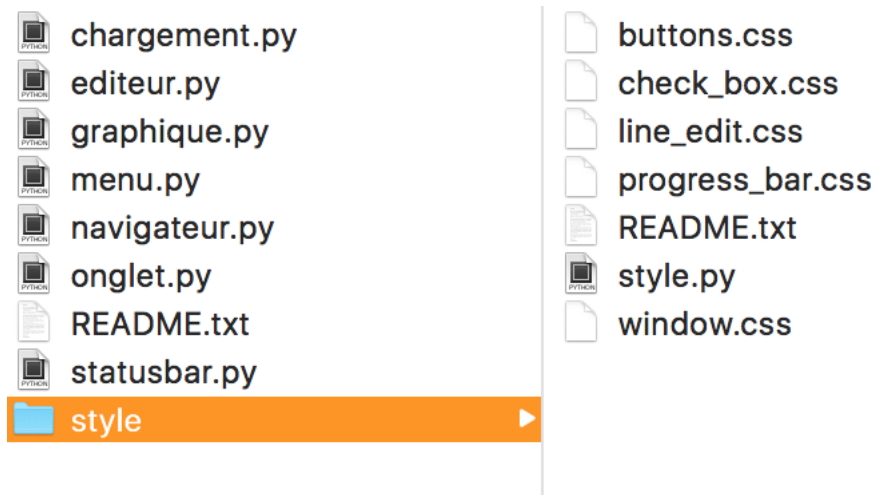 chargement.py
editeur.py
graphique.py
menu.py
navigateur.py
onglet.py
README.txt
statusbar.py
style
buttons.css
check_box.css
line_edit.css
progress_bar.css
README.txt
style.py
window.css